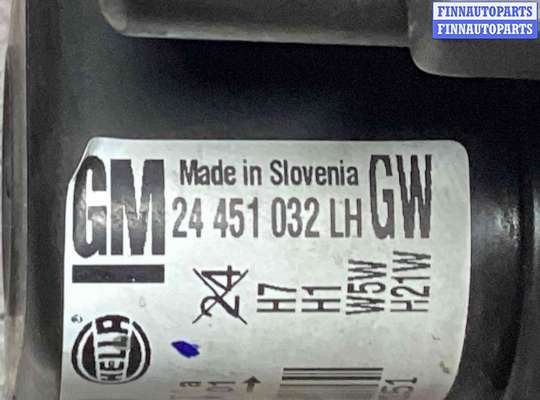 FINNAUTOPARTS
FINNAUTOPARTS
GM
Made in Slovenia
24 451 032 LH
GW
24
H7
H1
W5W
H21W
HELLA
®